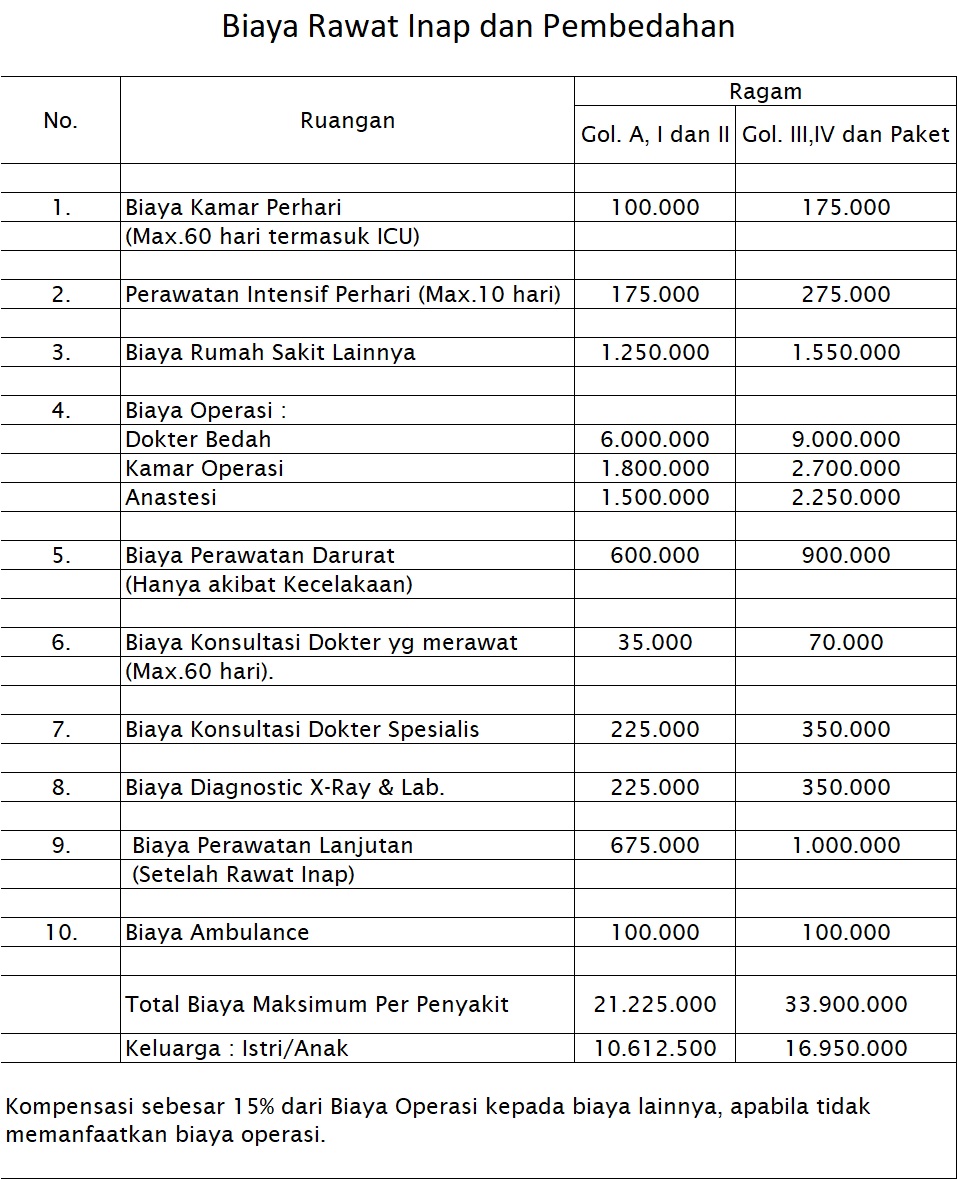 Biaya Rawat Inap dan Pembedahan
No. Ruangan Ragam
Gol. A, I dan II Gol. III,IV dan Paket
1. Biaya Kamar Perhari 100.000 175.000
(Max.60 hari termasuk ICU)
2. Perawatan Intensif Perhari (Max.10 hari) 175.000 275.000
3. Biaya Rumah Sakit Lainnya 1.250.000 1.550.000
4. Biaya Operasi :
Dokter Bedah 6.000.000 9.000.000
Kamar Operasi 1.800.000 2.700.000
Anastesi 1.500.000 2.250.000
5. Biaya Perawatan Darurat 600.000 900.000
(Hanya akibat Kecelakaan)
6. Biaya Konsultasi Dokter yg merawat 35.000 70.000
(Max.60 hari).
7. Biaya Konsultasi Dokter Spesialis 225.000 350.000
8. Biaya Diagnostic X-Ray & Lab. 225.000 350.000
9. Biaya Perawatan Lanjutan 675.000 1.000.000
(Setelah Rawat Inap)
10. Biaya Ambulance 100.000 100.000
Total Biaya Maksimum Per Penyakit 21.225.000 33.900.000
Keluarga : Istri/Anak 10.612.500 16.950.000
Kompensasi sebesar 15% dari Biaya Operasi kepada biaya lainnya, apabila tidak
memanfaatkan biaya operasi.